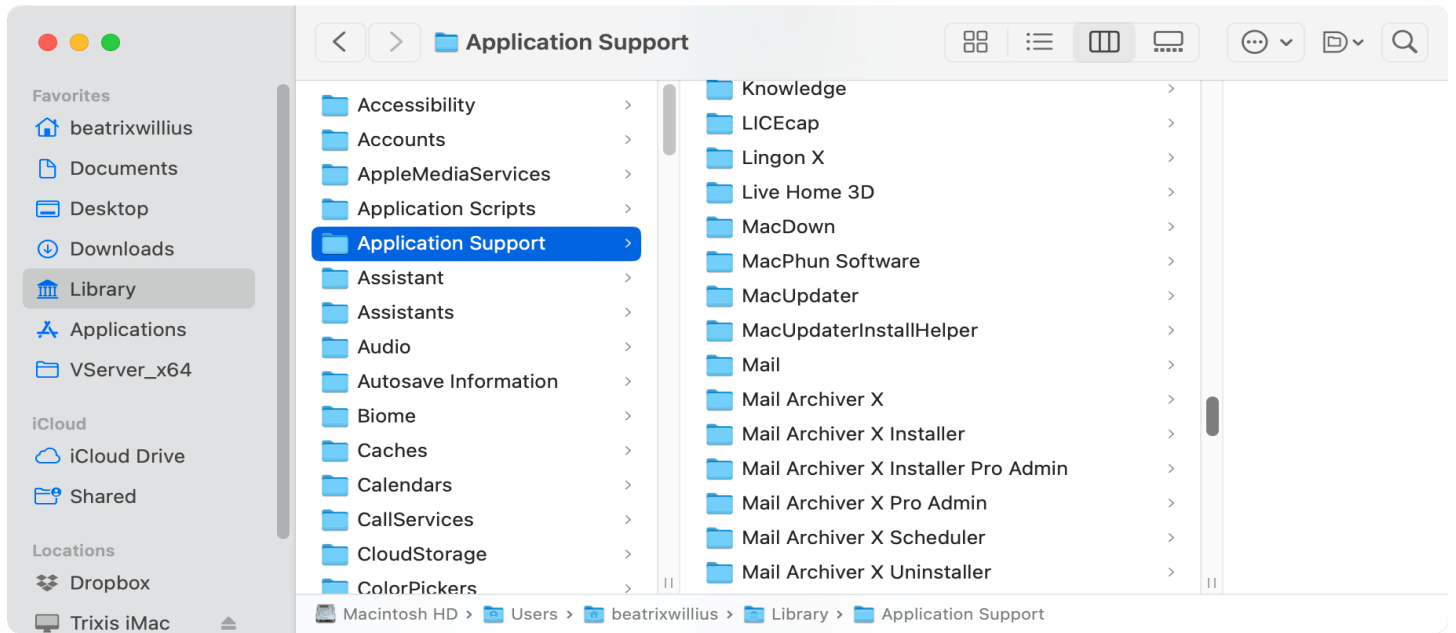 Application Support
Favorites
beatrixwillius
Documents
Desktop
Downloads
Library
Applications
VServer_x64
iCloud
iCloud Drive
Shared
Locations
Dropbox
Trixis iMac
Accessibility
Accounts
AppleMediaServices
Application Scripts
Application Support
Assistant
Assistants
Audio
Autosave Information
Biome
Caches
Calendars
CallServices
CloudStorage
ColorPickers
Knowledge
LICEcap
Lingon X
Live Home 3D
MacDown
MacPhun Software
MacUpdater
MacUpdaterInstallHelper
Mail
Mail Archiver X
Mail Archiver X Installer
Mail Archiver X Installer Pro Admin
Mail Archiver X Pro Admin
Mail Archiver X Scheduler
Mail Archiver X Uninstaller
Macintosh HD › Users › beatrixwillius › Library › Application Support